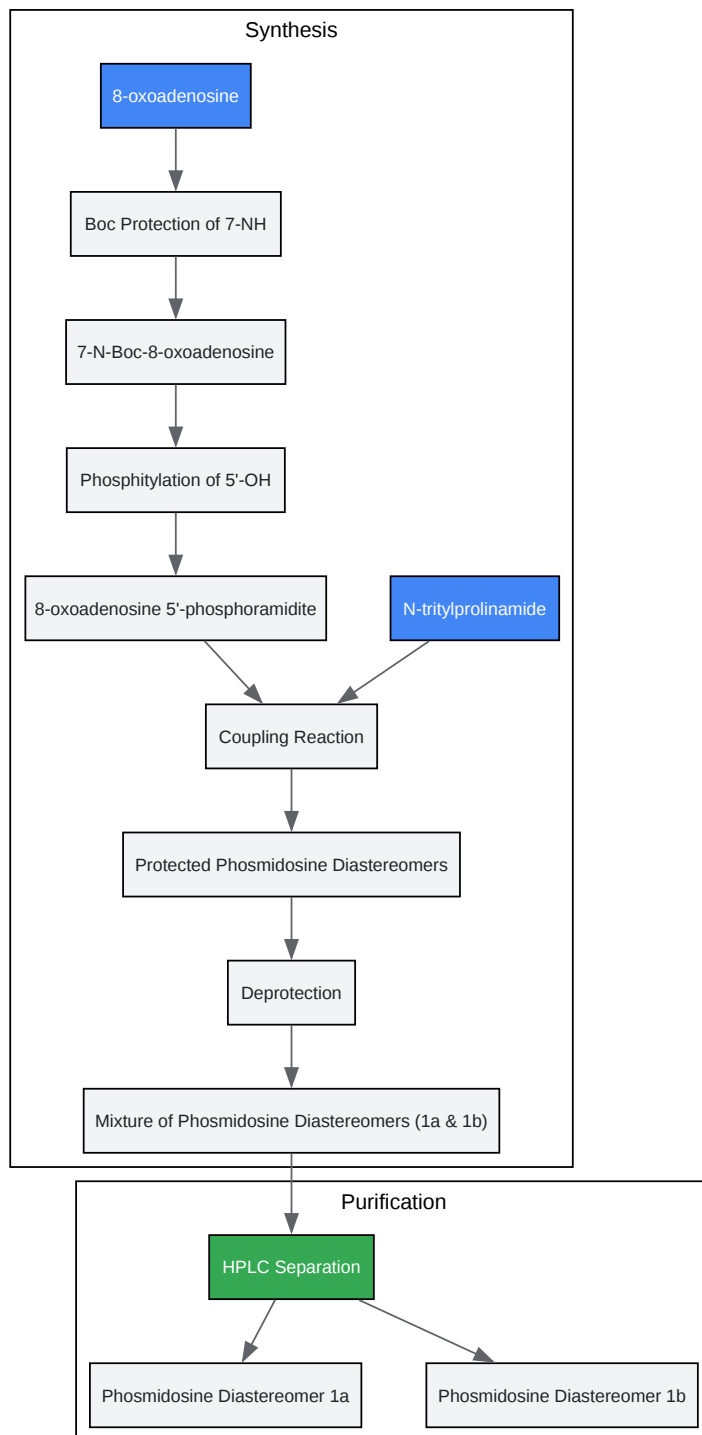 Synthesis
8-oxoadenosine
Boc Protection of 7-NH
7-N-Boc-8-oxoadenosine
Phosphitylation of 5'-OH
8-oxoadenosine 5'-phosphoramidite
N-tritylprolinamide
Coupling Reaction
Protected Phosmidosine Diastereomers
Deprotection
Mixture of Phosmidosine Diastereomers (1a & 1b)
Purification
HPLC Separation
Phosmidosine Diastereomer 1a
Phosmidosine Diastereomer 1b